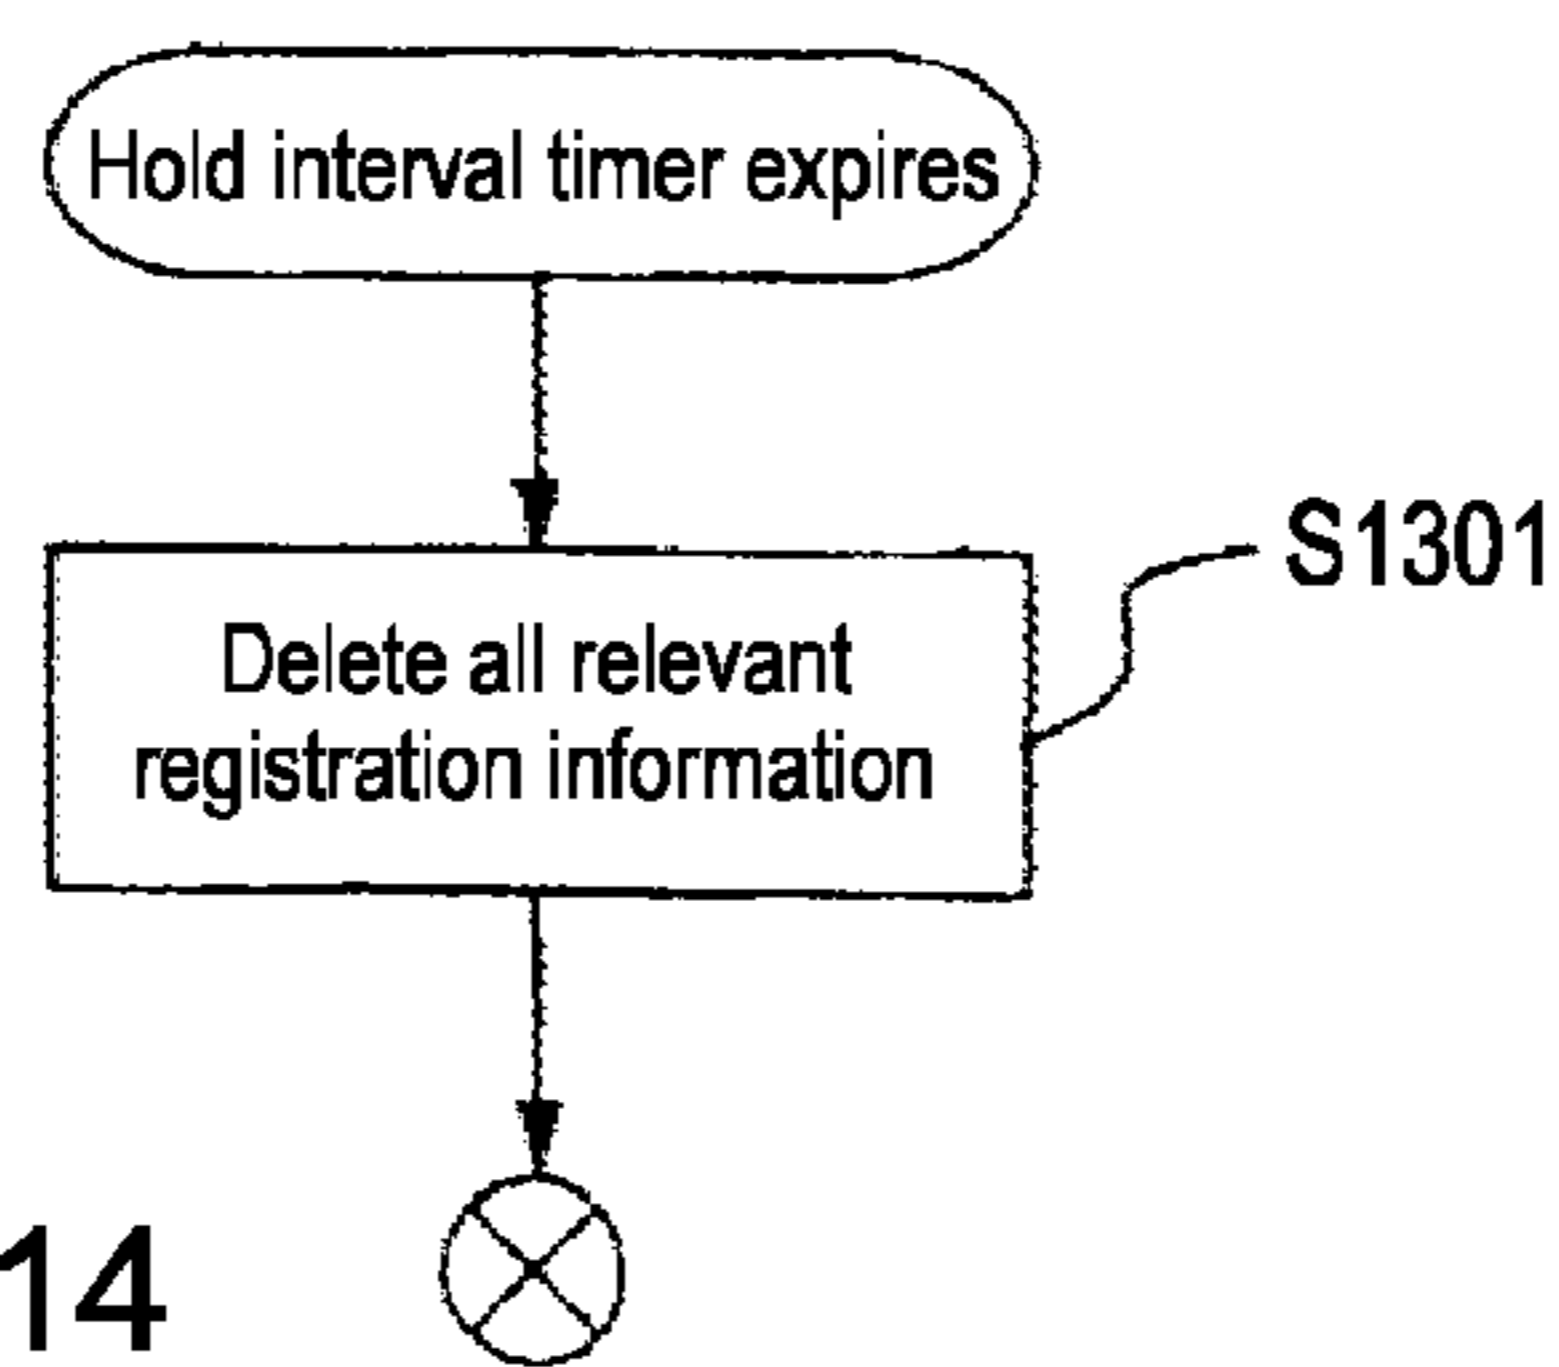 Hold interval timer expires
S1301
Delete all relevant
registration information
14